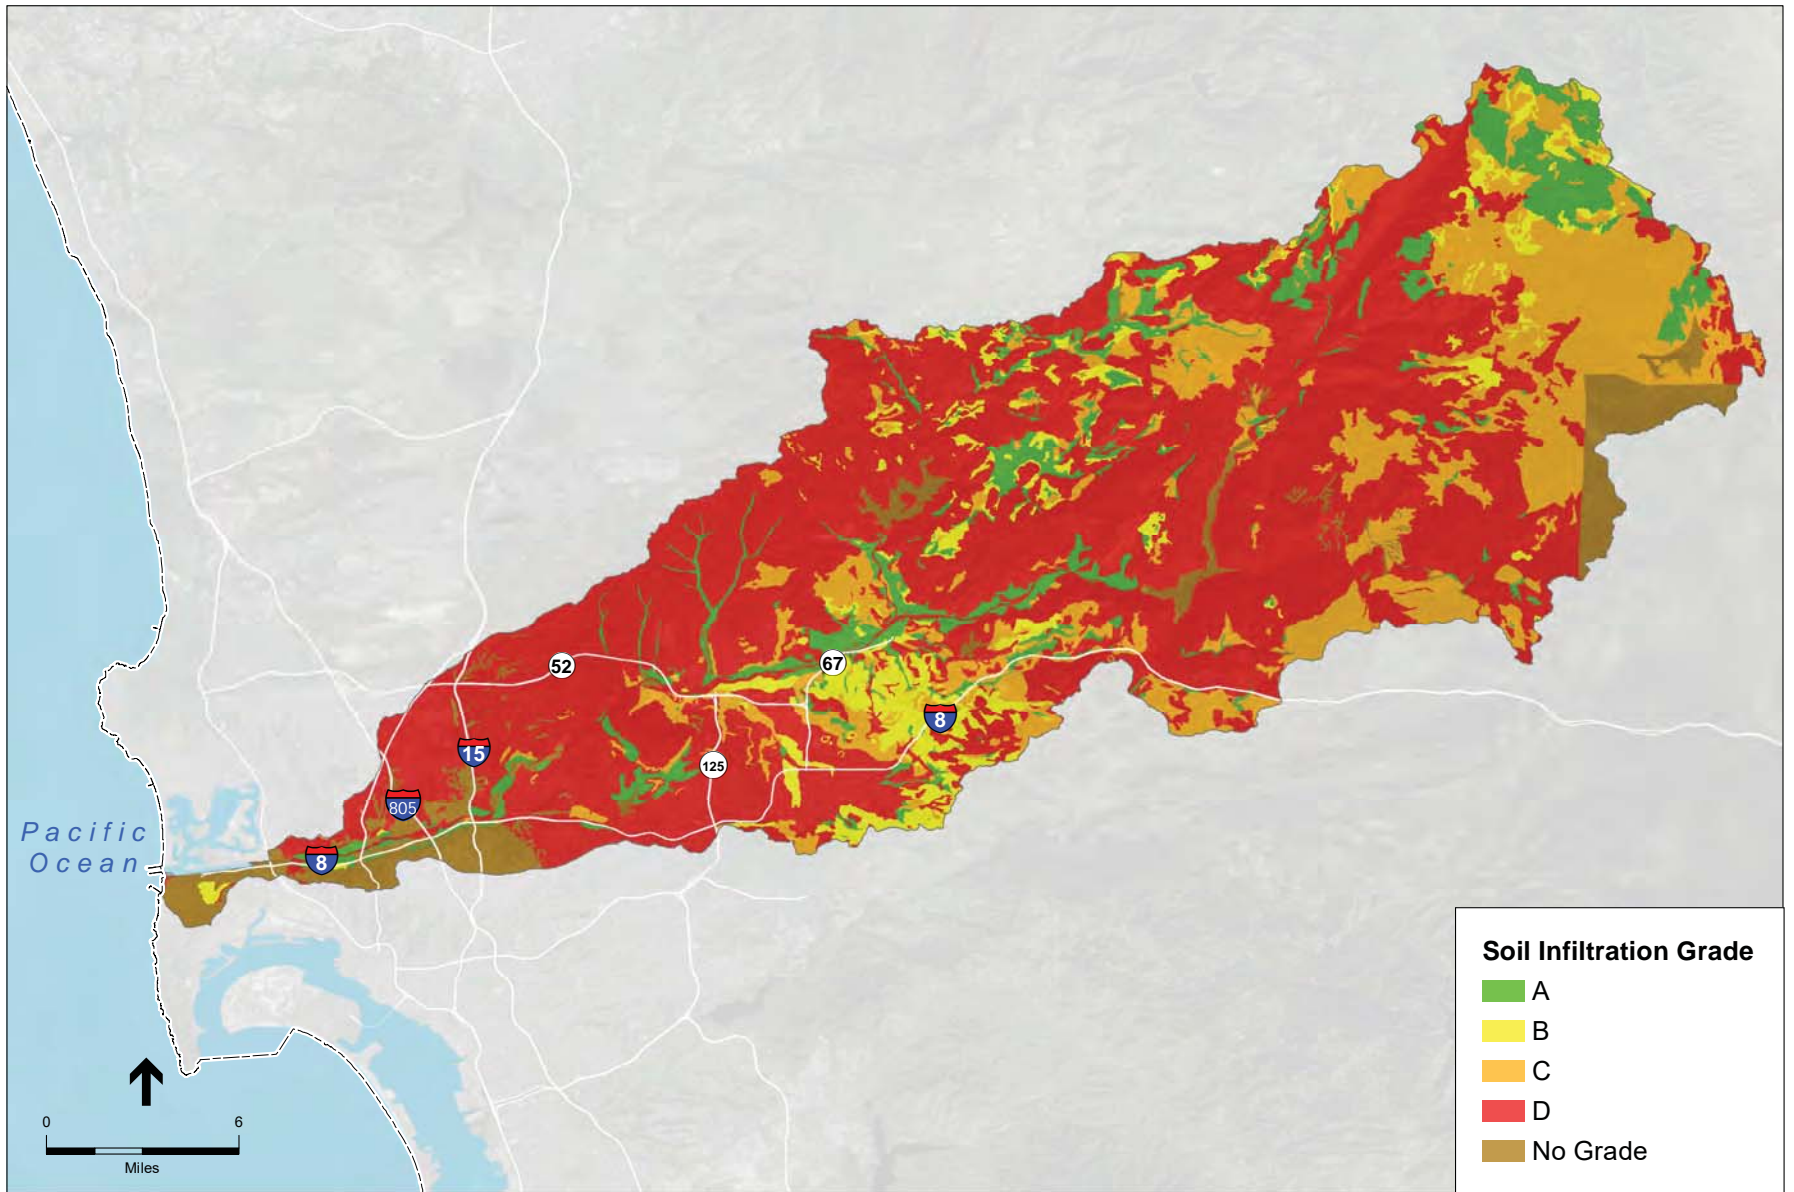 52
67
8
15
125
805
Pacific
Ocean
8
Soil Infiltration Grade
A
B
C
D
No Grade
0 6
Miles